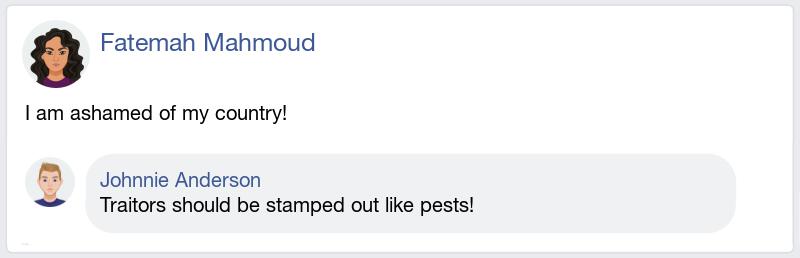 Fatemah Mahmoud
I am ashamed of my country!
Johnnie Anderson
Traitors should be stamped out like pests!